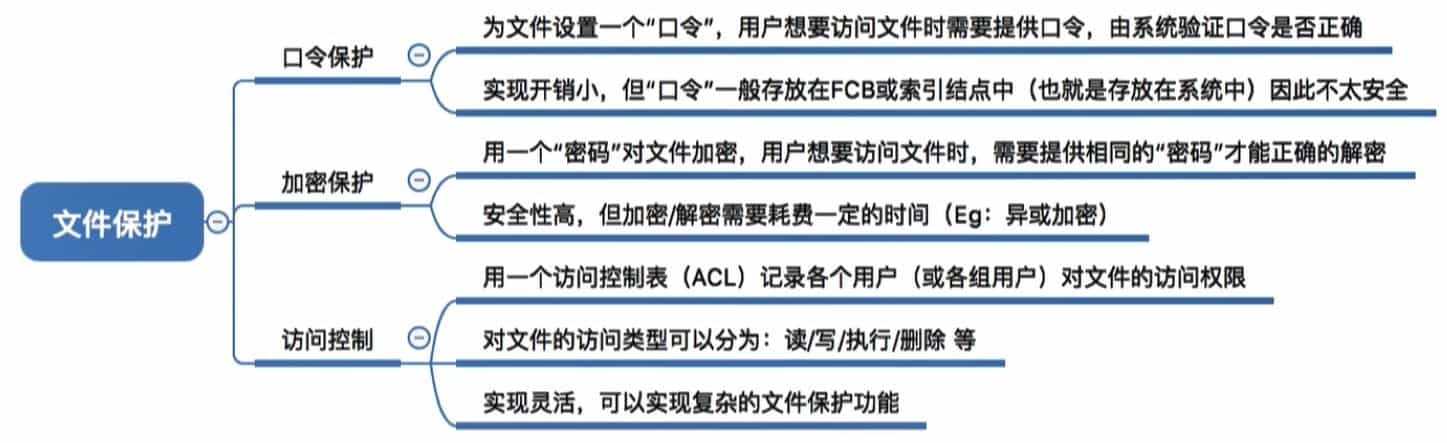 文件保护
口令保护
为文件设置一个“口令”，用户想要访问文件时需要提供口令，由系统验证口令是否正确
实现开销小，但“口令”一般存放在FCB或索引结点中（也就是存放在系统中）因此不太安全
加密保护
用一个“密码”对文件加密，用户想要访问文件时，需要提供相同的“密码”才能正确的解密
安全性高，但加密/解密需要耗费一定的时间（Eg：异或加密）
访问控制
用一个访问控制表（ACL）记录各个用户（或各组用户）对文件的访问权限
对文件的访问类型可以分为：读/写/执行/删除 等
实现灵活，可以实现复杂的文件保护功能